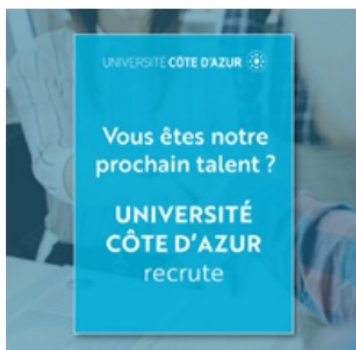 UNIVERSITÉ CÔTE D'AZUR
Vous êtes notre
prochain talent ?
UNIVERSITÉ
CÔTE D'AZUR
recrute